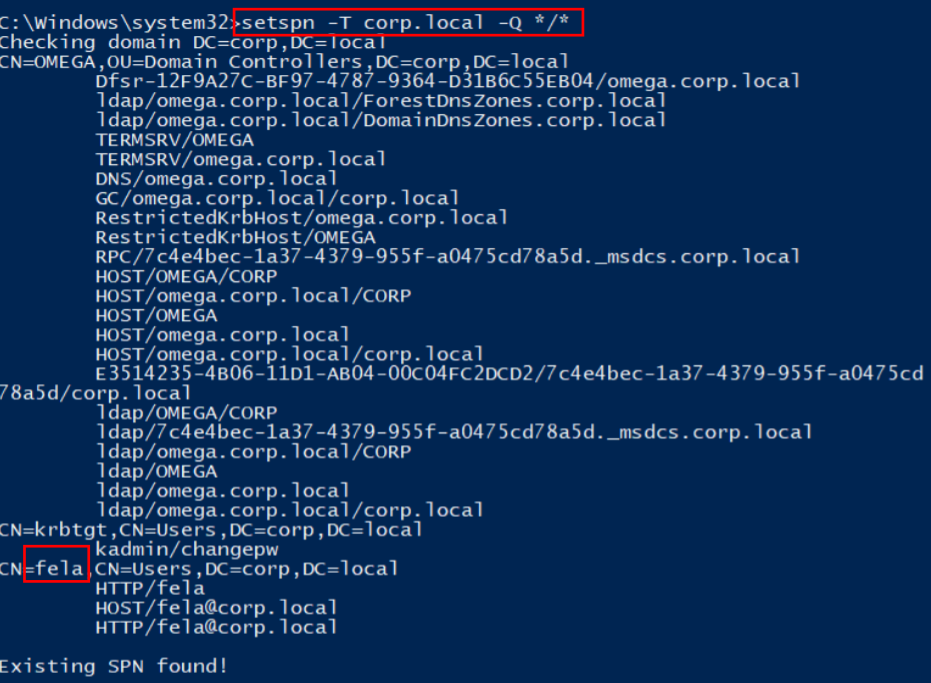 C:\Windows\system32>setspn -T corp.local -Q */*
Checking domain DC=corp,DC=local
CN=OMEGA,OU=Domain Controllers,DC=corp,DC=local
Dfsr-12F9A27C-BF97-4787-9364-D31B6C55EB04/omega.corp.local
ldap/omega.corp.local/ForestDnsZones.corp.local
ldap/omega.corp.local/DomainDnsZones.corp.local
TERMSRV/OMEGA
TERMSRV/omega.corp.local
DNS/omega.corp.local
GC/omega.corp.local/corp.local
RestrictedKrbHost/omega.corp.local
RestrictedKrbHost/OMEGA
RPC/7c4e4bec-1a37-4379-955f-a0475cd78a5d._msdcs.corp.local
HOST/OMEGA/CORP
HOST/omega.corp.local/CORP
HOST/OMEGA
HOST/omega.corp.local
HOST/omega.corp.local/corp.local
E3514235-4B06-11D1-AB04-00C04FC2DCD2/7c4e4bec-1a37-4379-955f-a0475cd
78a5d/corp.local
ldap/OMEGA/CORP
ldap/7c4e4bec-1a37-4379-955f-a0475cd78a5d._msdcs.corp.local
ldap/omega.corp.local/CORP
ldap/OMEGA
ldap/omega.corp.local
ldap/omega.corp.local/corp.local
CN=krbtgt,CN=Users,DC=corp,DC=local
kadmin/changepw
CN=fela,CN=Users,DC=corp,DC=local
HTTP/fela
HOST/fela@corp.local
HTTP/fela@corp.local
Existing SPN found!